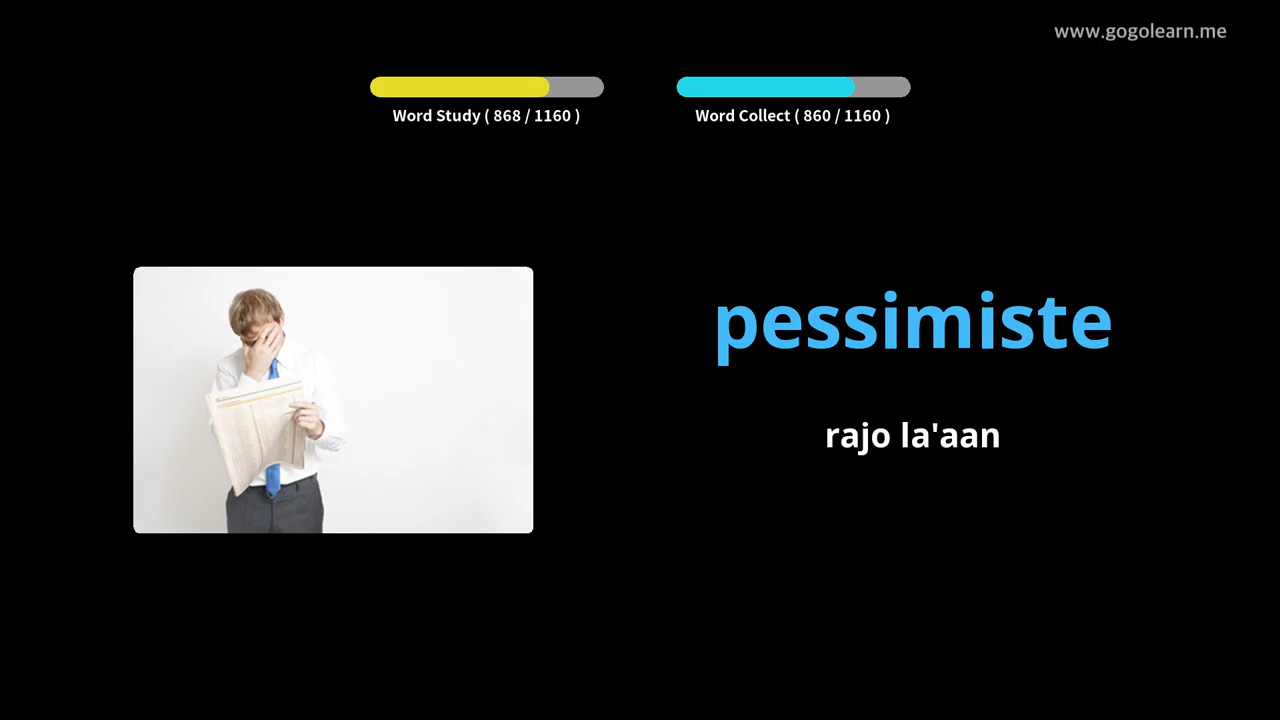 www.gogolearn.me
Word Study ( 868 / 1160 )
Word Collect ( 860 / 1160 )
pessimiste
rajo la'aan